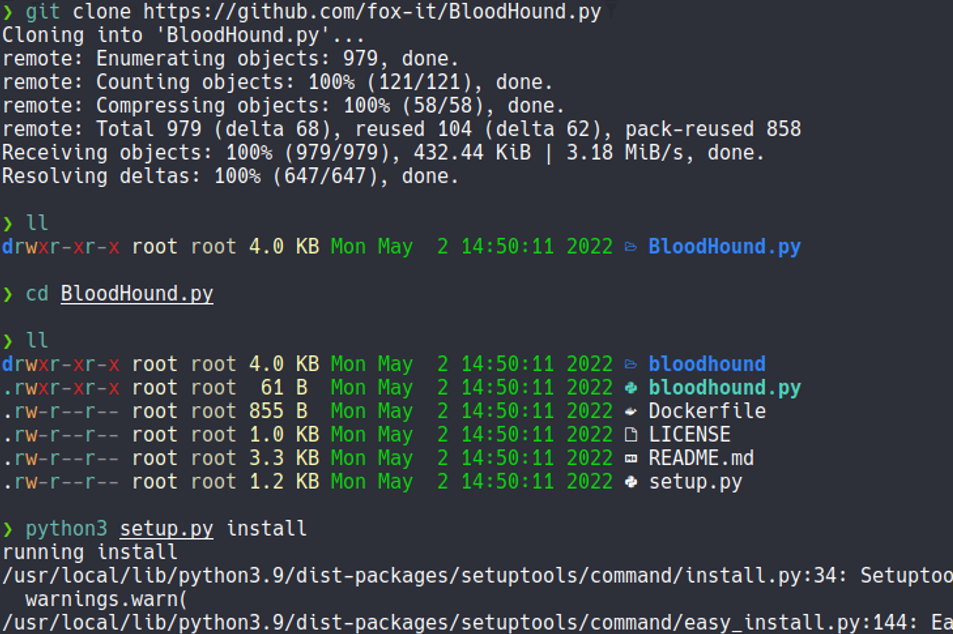 ❯ git clone https://github.com/fox-it/BloodHound.py
Cloning into 'BloodHound.py'...
remote: Enumerating objects: 979, done.
remote: Counting objects: 100% (121/121), done.
remote: Compressing objects: 100% (58/58), done.
remote: Total 979 (delta 68), reused 104 (delta 62), pack-reused 858
Receiving objects: 100% (979/979), 432.44 KiB | 3.18 MiB/s, done.
Resolving deltas: 100% (647/647), done.
❯ ll
drwxr-xr-x root root 4.0 KB Mon May  2 14:50:11 2022 BloodHound.py
❯ cd BloodHound.py
❯ ll
drwxr-xr-x root root 4.0 KB Mon May  2 14:50:11 2022 bloodhound
.rwxr-xr-x root root  61 B  Mon May  2 14:50:11 2022 bloodhound.py
.rw-r--r-- root root 855 B  Mon May  2 14:50:11 2022 Dockerfile
.rw-r--r-- root root 1.0 KB Mon May  2 14:50:11 2022 LICENSE
.rw-r--r-- root root 3.3 KB Mon May  2 14:50:11 2022 README.md
.rw-r--r-- root root 1.2 KB Mon May  2 14:50:11 2022 setup.py
❯ python3 setup.py install
running install
/usr/local/lib/python3.9/dist-packages/setuptools/command/install.py:34: Setuptoo
  warnings.warn(
/usr/local/lib/python3.9/dist-packages/setuptools/command/easy_install.py:144: Ea